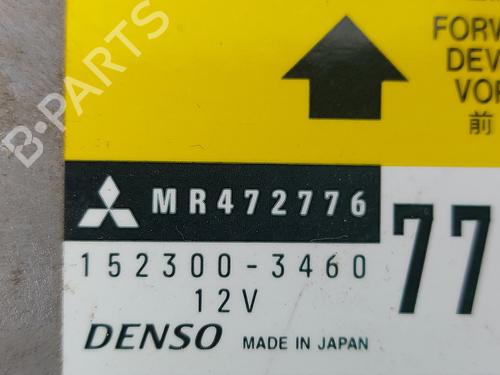 FORW
DEV
VOR
前
MR472776
77
152300-3460
12V
DENSO MADE IN JAPAN
B-PARTS